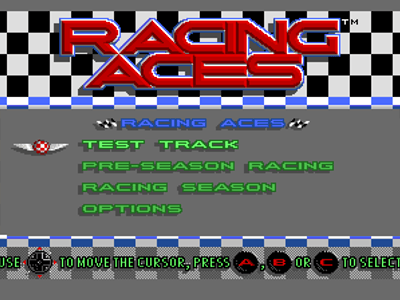 RACING
ACES
™
RACING ACES
TEST TRACK
PRE-SEASON RACING
RACING SEASON
OPTIONS
USE TO MOVE THE CURSOR, PRESS A, B OR C TO SELECT